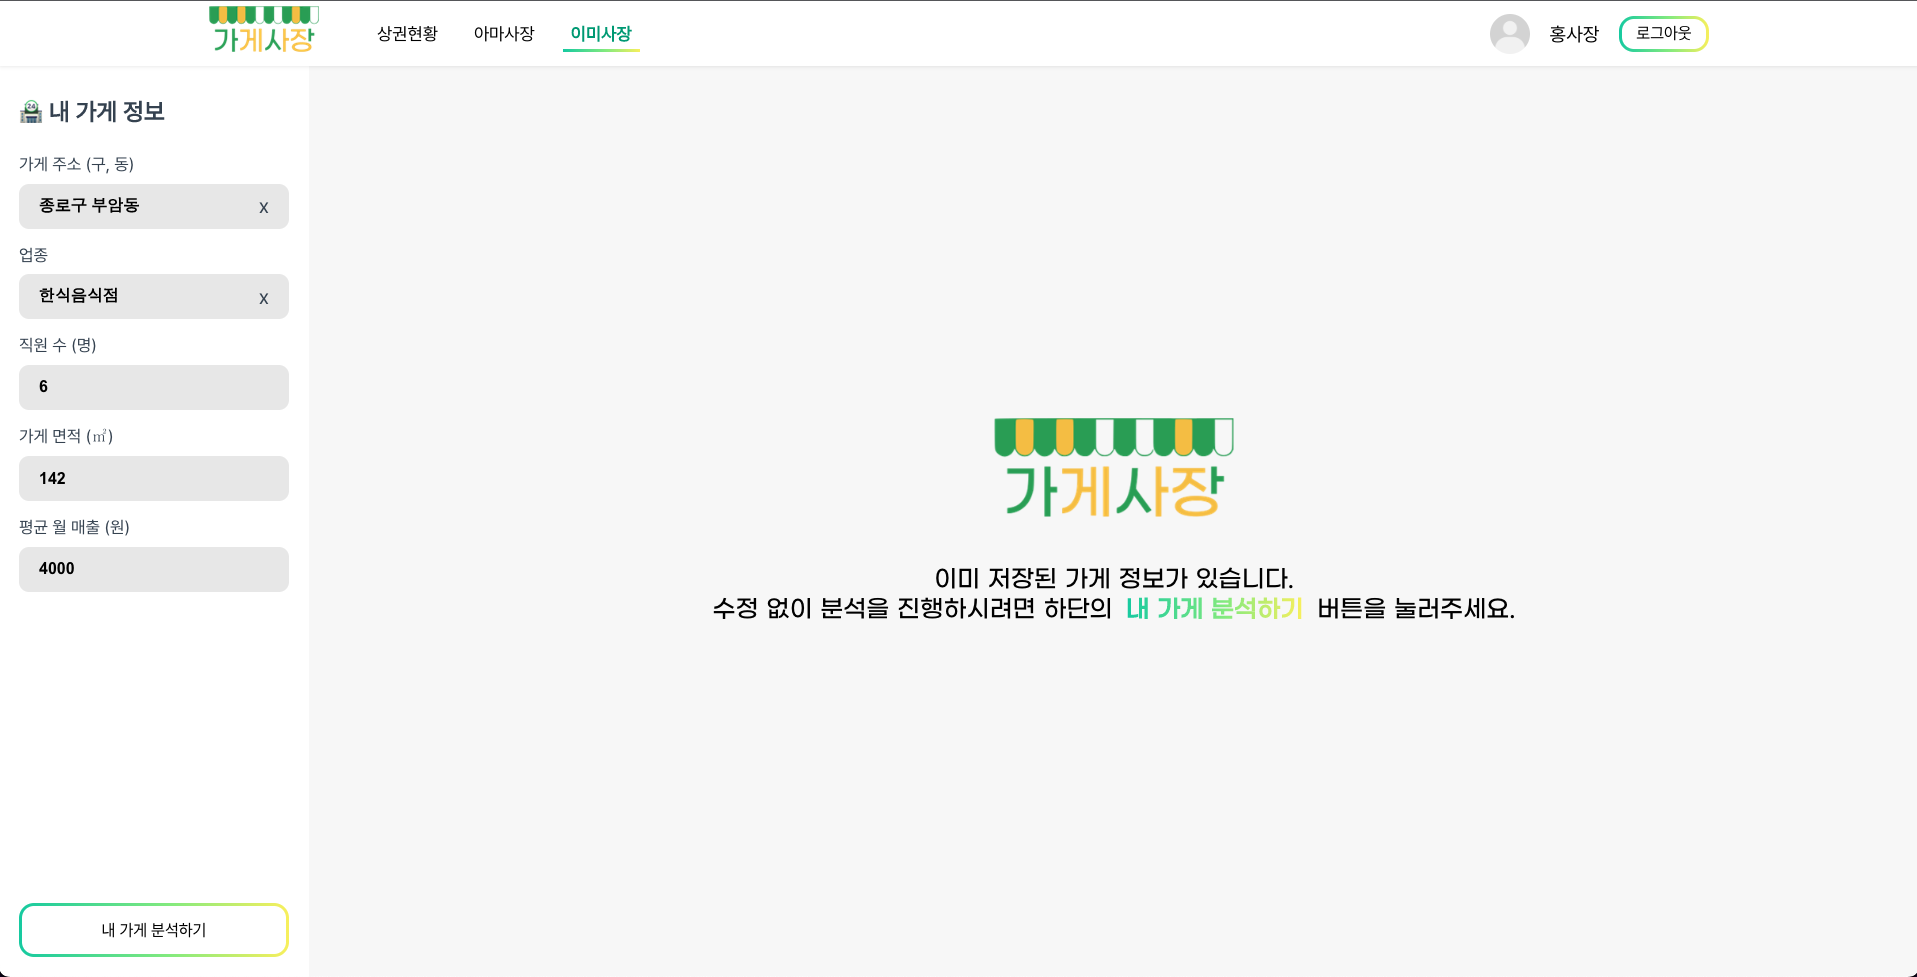 가게사장
상권현황 아마사장 이미사장
홍사장 로그아웃
24
내 가게 정보
가게 주소 (구, 동)
종로구 부암동 x
업종
한식음식점 x
직원 수 (명)
6
가게 면적 (㎡)
142
평균 월 매출 (원)
4000
내 가게 분석하기
가게사장
이미 저장된 가게 정보가 있습니다.
수정 없이 분석을 진행하시려면 하단의 내 가게 분석하기 버튼을 눌러주세요.